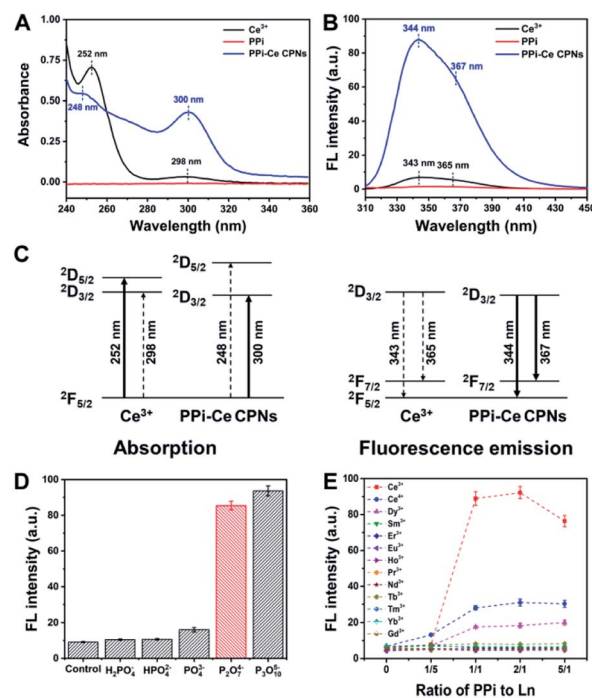 A
Ce³⁺
PPi
PPi-Ce CPNs
252 nm
248 nm
300 nm
298 nm
1.00
0.75
0.50
0.25
0.00
Absorbance
240 260 280 300 320 340 360
Wavelength (nm)
B
Ce³⁺
PPi
PPi-Ce CPNs
344 nm
367 nm
343 nm
365 nm
100
80
60
40
20
0
FL intensity (a.u.)
310 330 350 370 390 410 430 450
Wavelength (nm)
C
²D₅/₂
²D₃/₂
²F₅/₂
252 nm
298 nm
Ce³⁺
²D₅/₂
²D₃/₂
248 nm
300 nm
PPi-Ce CPNs
Absorption
²D₃/₂
²F₇/₂
²F₅/₂
343 nm
365 nm
Ce³⁺
²D₃/₂
²F₇/₂
344 nm
367 nm
PPi-Ce CPNs
Fluorescence emission
D
100
80
60
40
20
0
FL intensity (a.u.)
Control H₂PO₄⁻ HPO₄²⁻ PO₄³⁻ P₂O₇⁴⁻ P₃O₁₀⁵⁻
E
Ce³⁺
Ce⁴⁺
Dy³⁺
Sm³⁺
Er³⁺
Eu³⁺
Ho³⁺
Pr³⁺
Nd³⁺
Tb³⁺
Tm³⁺
Yb³⁺
Gd³⁺
100
80
60
40
20
0
FL intensity (a.u.)
0 1/5 1/1 2/1 5/1
Ratio of PPi to Ln